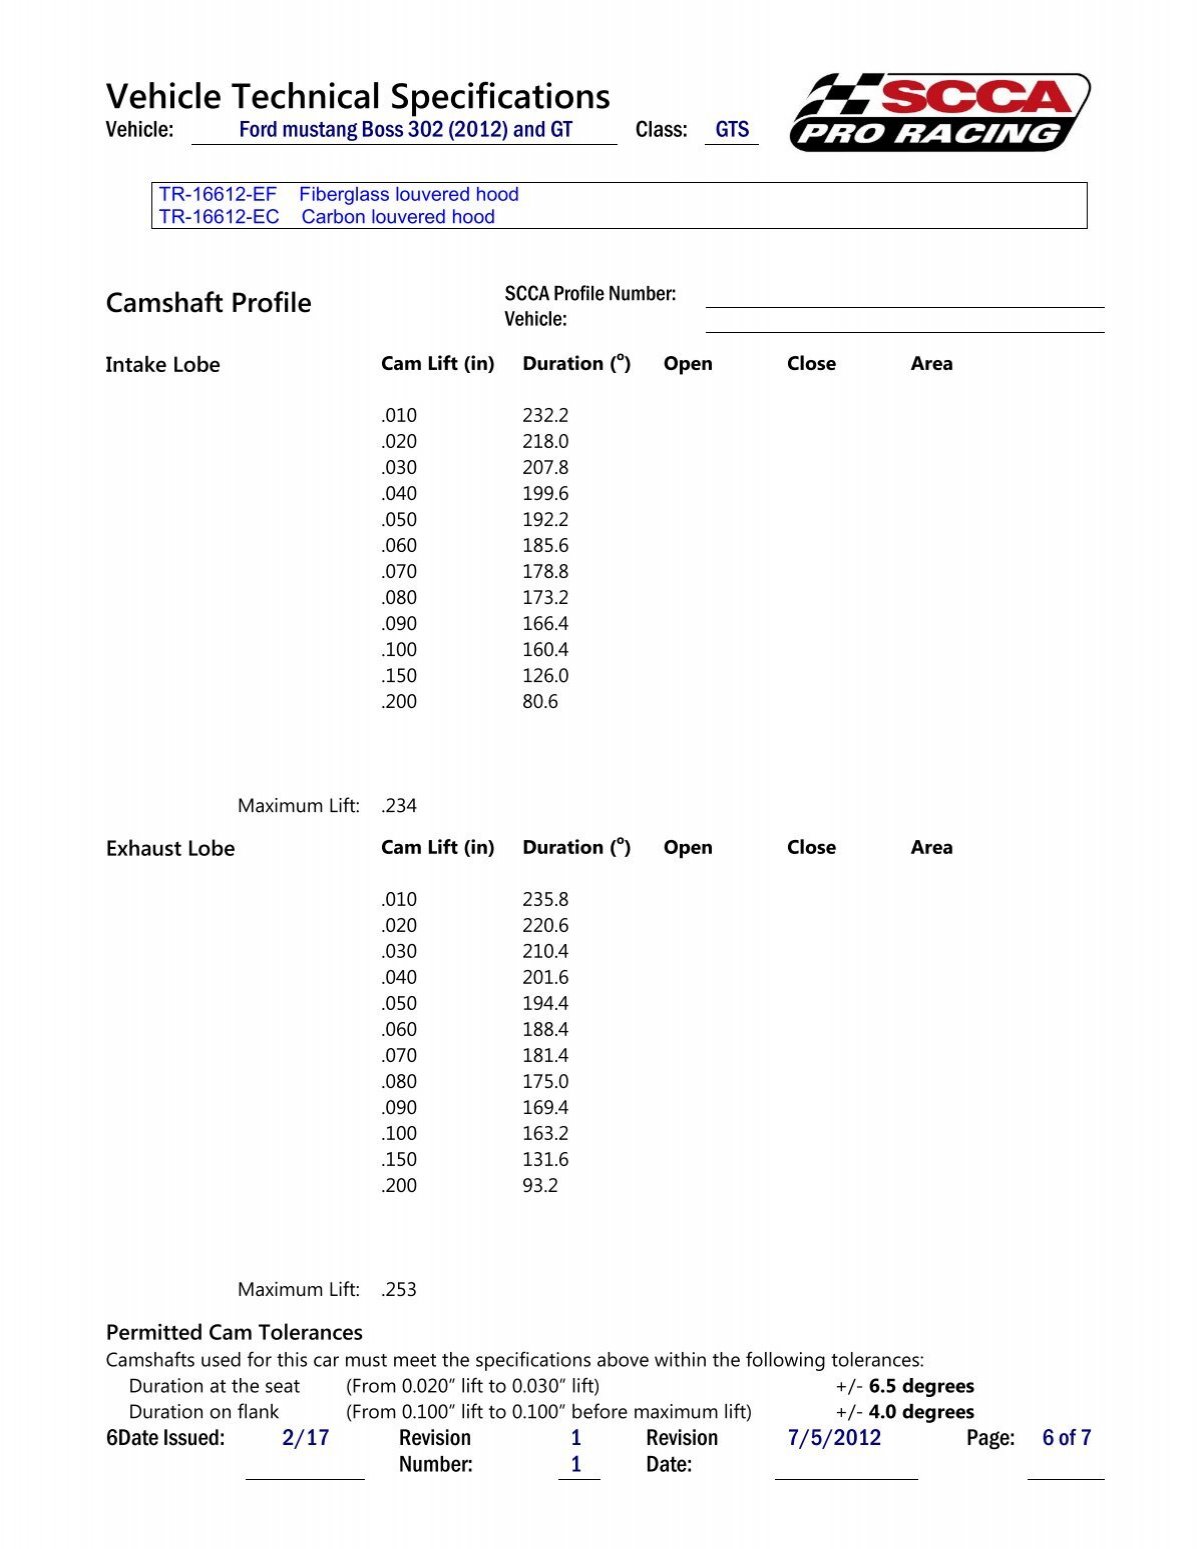 Vehicle Technical Specifications
Vehicle: Ford mustang Boss 302 (2012) and GT Class: GTS
SCCA
PRO RACING
TR-16612-EF Fiberglass louvered hood
TR-16612-EC Carbon louvered hood
Camshaft Profile
SCCA Profile Number:
Vehicle:
Intake Lobe Cam Lift (in) Duration (°) Open Close Area
.010 232.2
.020 218.0
.030 207.8
.040 199.6
.050 192.2
.060 185.6
.070 178.8
.080 173.2
.090 166.4
.100 160.4
.150 126.0
.200 80.6
Maximum Lift: .234
Exhaust Lobe Cam Lift (in) Duration (°) Open Close Area
.010 235.8
.020 220.6
.030 210.4
.040 201.6
.050 194.4
.060 188.4
.070 181.4
.080 175.0
.090 169.4
.100 163.2
.150 131.6
.200 93.2
Maximum Lift: .253
Permitted Cam Tolerances
Camshafts used for this car must meet the specifications above within the following tolerances:
Duration at the seat (From 0.020″ lift to 0.030″ lift) +/- 6.5 degrees
Duration on flank (From 0.100″ lift to 0.100″ before maximum lift) +/- 4.0 degrees
6Date Issued: 2/17 Revision 1 Revision 7/5/2012 Page: 6 of 7
Number: 1 Date: